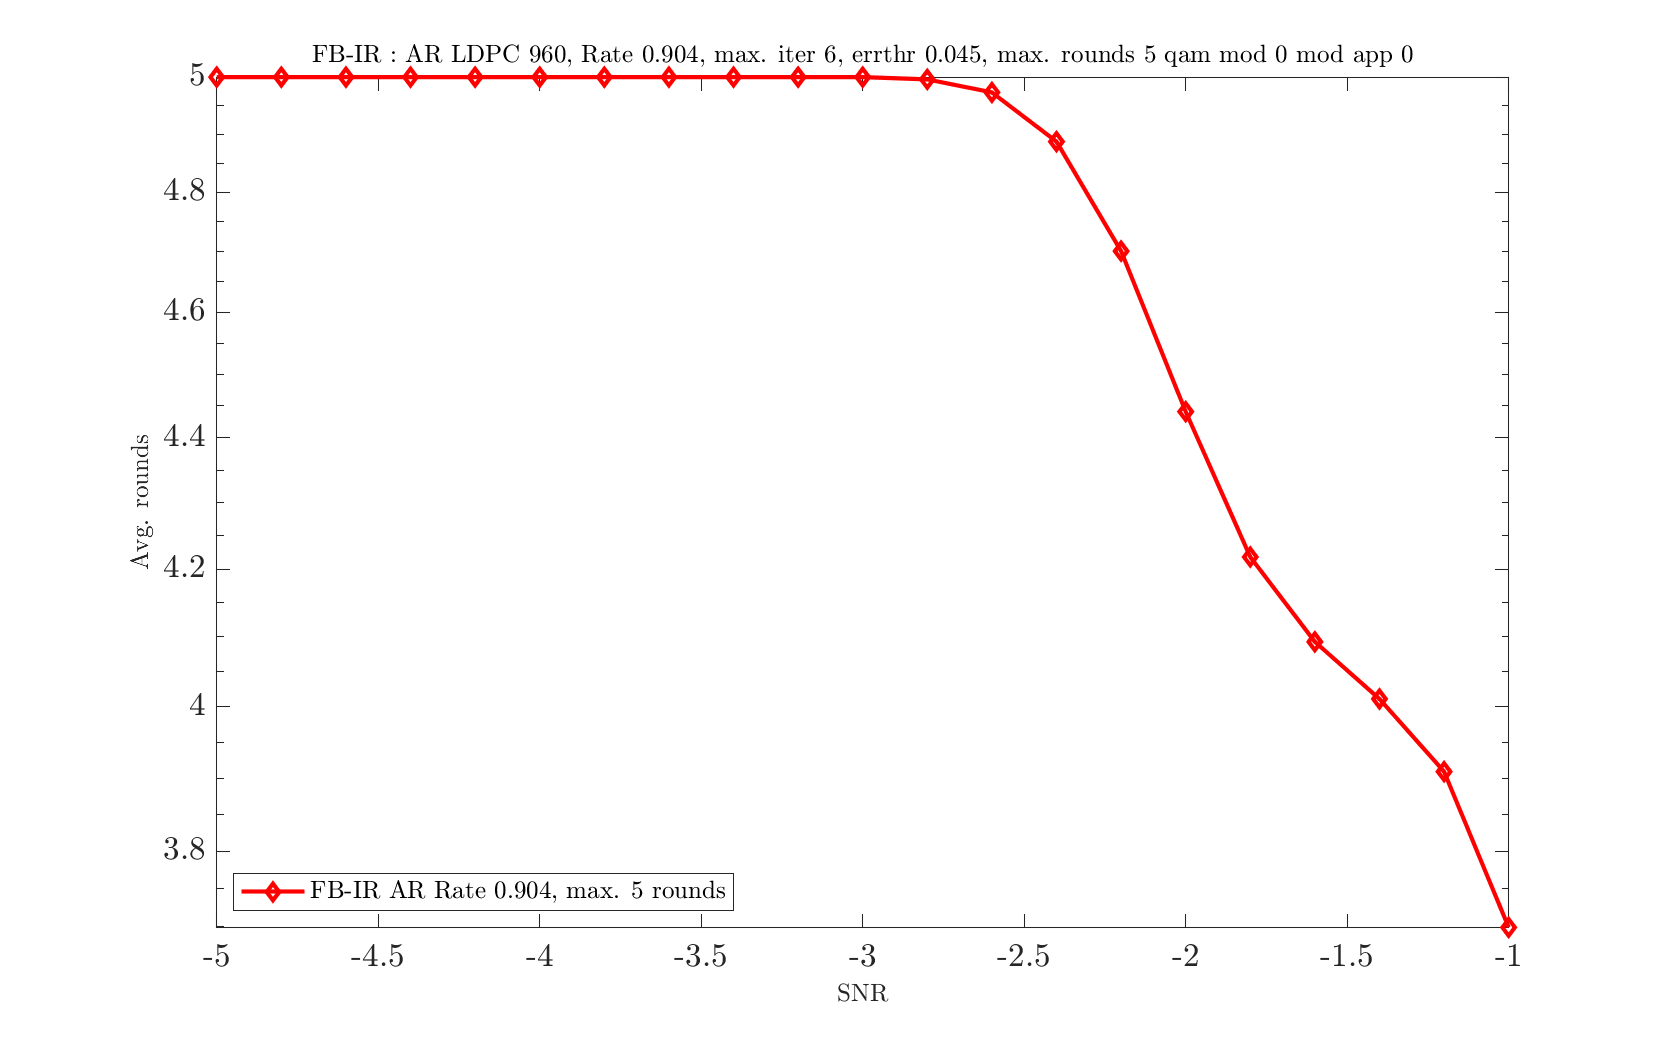 FB-IR : AR LDPC 960, Rate 0.904, max. iter 6, errthr 0.045, max. rounds 5 qam mod 0 mod app 0
5
4.8
4.6
4.4
4.2
4
3.8
Avg. rounds
FB-IR AR Rate 0.904, max. 5 rounds
-5 -4.5 -4 -3.5 -3 -2.5 -2 -1.5 -1
SNR